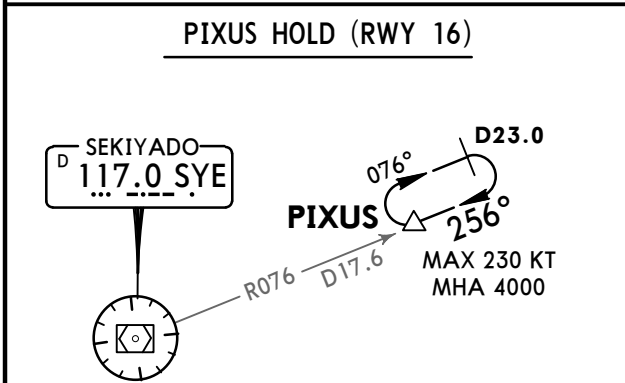 PIXUS HOLD (RWY 16)
SEKIYADO
D 117.0 SYE
D23.0
076°
PIXUS
256°
MAX 230 KT
MHA 4000
R076
D17.6